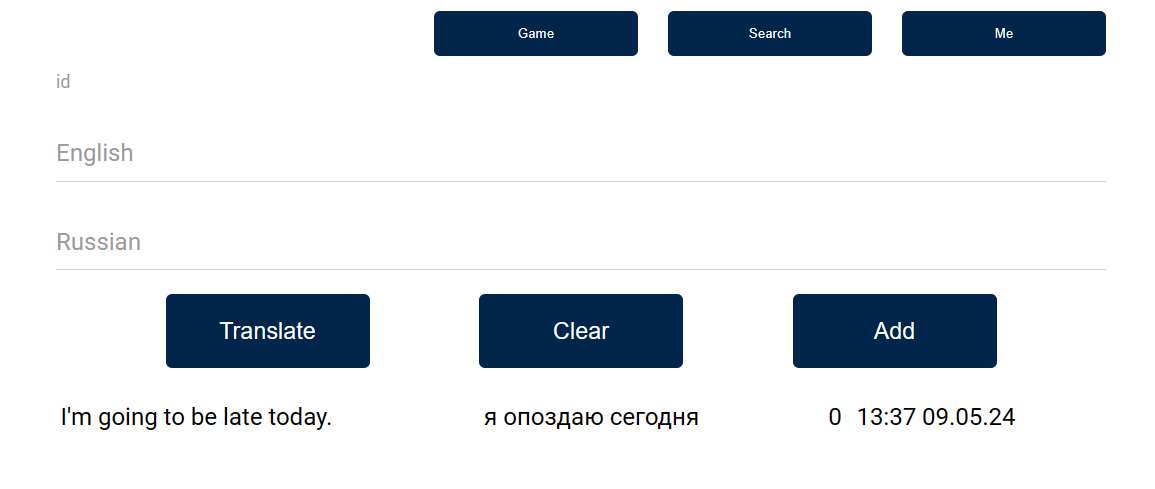 Game Search Me
id
English
Russian
Translate Clear Add
I'm going to be late today. я опоздаю сегодня 0 13:37 09.05.24